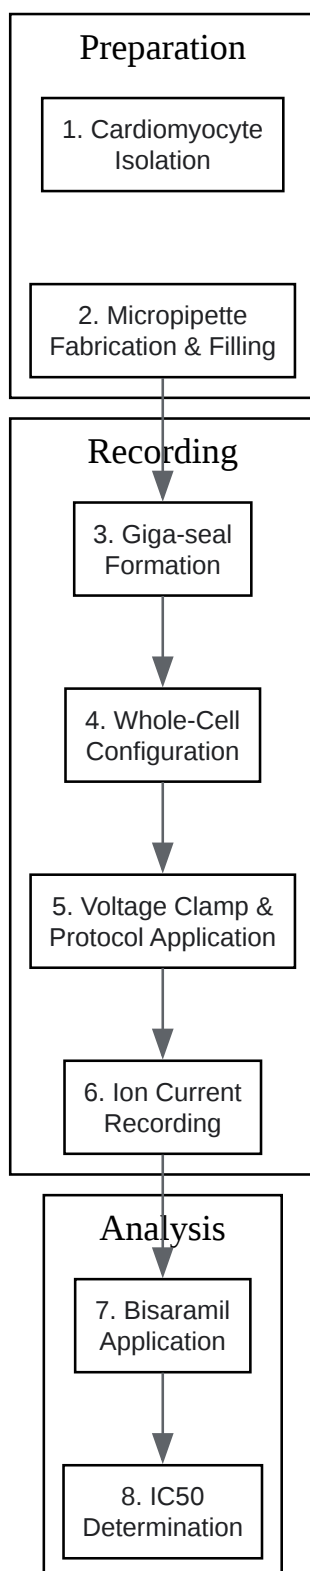 Preparation
1. Cardiomyocyte
Isolation
2. Micropipette
Fabrication & Filling
Recording
3. Giga-seal
Formation
4. Whole-Cell
Configuration
5. Voltage Clamp &
Protocol Application
6. Ion Current
Recording
Analysis
7. Bisaramil
Application
8. IC50
Determination